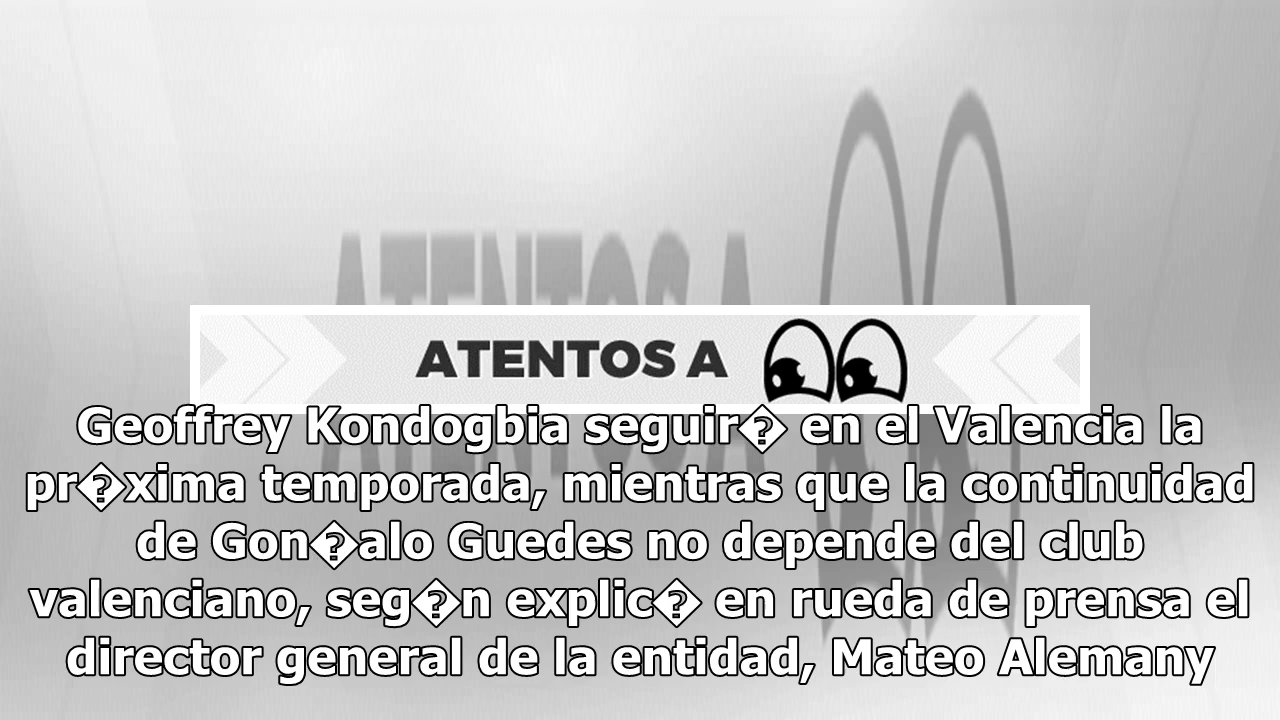 ATENTOS A
ATENTOS A
Geoffrey Kondogbia seguir� en el Valencia la
pr�xima temporada, mientras que la continuidad
de Gon�alo Guedes no depende del club
valenciano, seg�n explic� en rueda de prensa el
director general de la entidad, Mateo Alemany